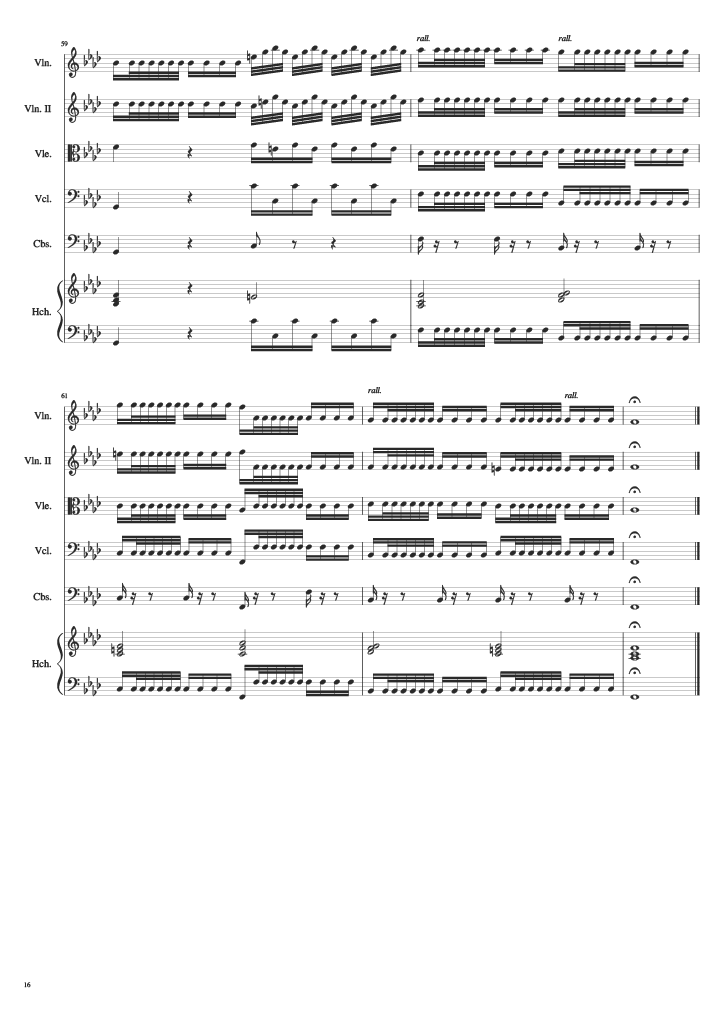 rall. rall.
59
Vln.
Vln. II
Vle.
Vcl.
Cbs.
Hch.
rall. rall.
61
Vln.
Vln. II
Vle.
Vcl.
Cbs.
Hch.
16